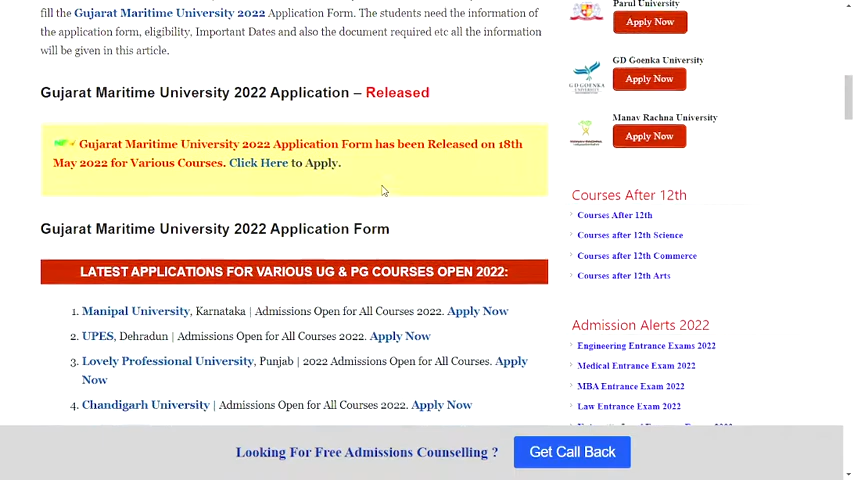 fill the Gujarat Maritime University 2022 Application Form. The students need the information of
the application form, eligibility, Important Dates and also the document required etc all the information
will be given in this article.
Gujarat Maritime University 2022 Application – Released
Gujarat Maritime University 2022 Application Form has been Released on 18th
May 2022 for Various Courses. Click Here to Apply.
Gujarat Maritime University 2022 Application Form
LATEST APPLICATIONS FOR VARIOUS UG & PG COURSES OPEN 2022:
1. Manipal University, Karnataka | Admissions Open for All Courses 2022. Apply Now
2. UPES, Dehradun | Admissions Open for All Courses 2022. Apply Now
3. Lovely Professional University, Punjab | 2022 Admissions Open for All Courses. Apply
Now
4. Chandigarh University | Admissions Open for All Courses 2022. Apply Now
Parul University
Apply Now
GD Goenka University
Apply Now
Manav Rachna University
Apply Now
Courses After 12th
Courses After 12th
Courses after 12th Science
Courses after 12th Commerce
Courses after 12th Arts
Admission Alerts 2022
Engineering Entrance Exams 2022
Medical Entrance Exam 2022
MBA Entrance Exam 2022
Law Entrance Exam 2022
Looking For Free Admissions Counselling ?
Get Call Back